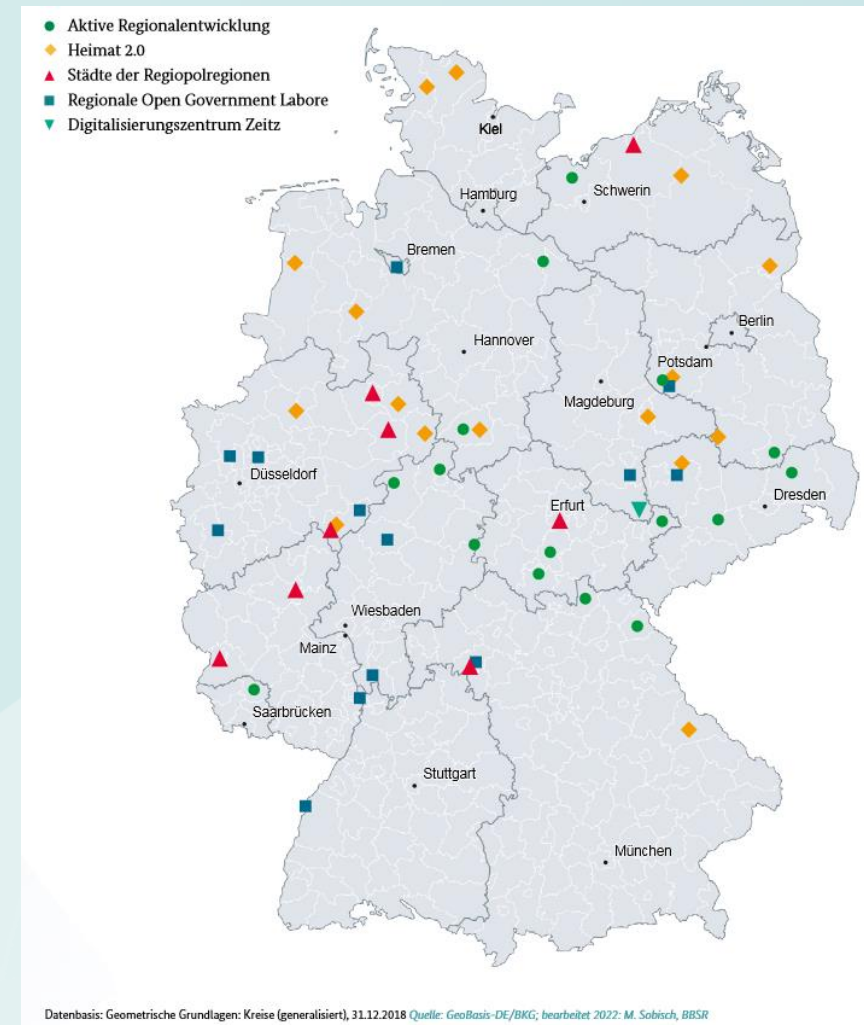 Aktive Regionalentwicklung
Heimat 2.0
Städte der Regiopolregionen
Regionale Open Government Labore
Digitalisierungszentrum Zeitz
Kiel
Schwerin
Hamburg
Bremen
Berlin
Hannover
Potsdam
Magdeburg
Düsseldorf
Erfurt
Dresden
Wiesbaden
Mainz
Saarbrücken
Stuttgart
München
Datenbasis: Geometrische Grundlagen: Kreise (generalisiert), 31.12.2018 Quelle: GeoBasis-DE/BKG; bearbeitet 2022: M. Sobisch, BBSR